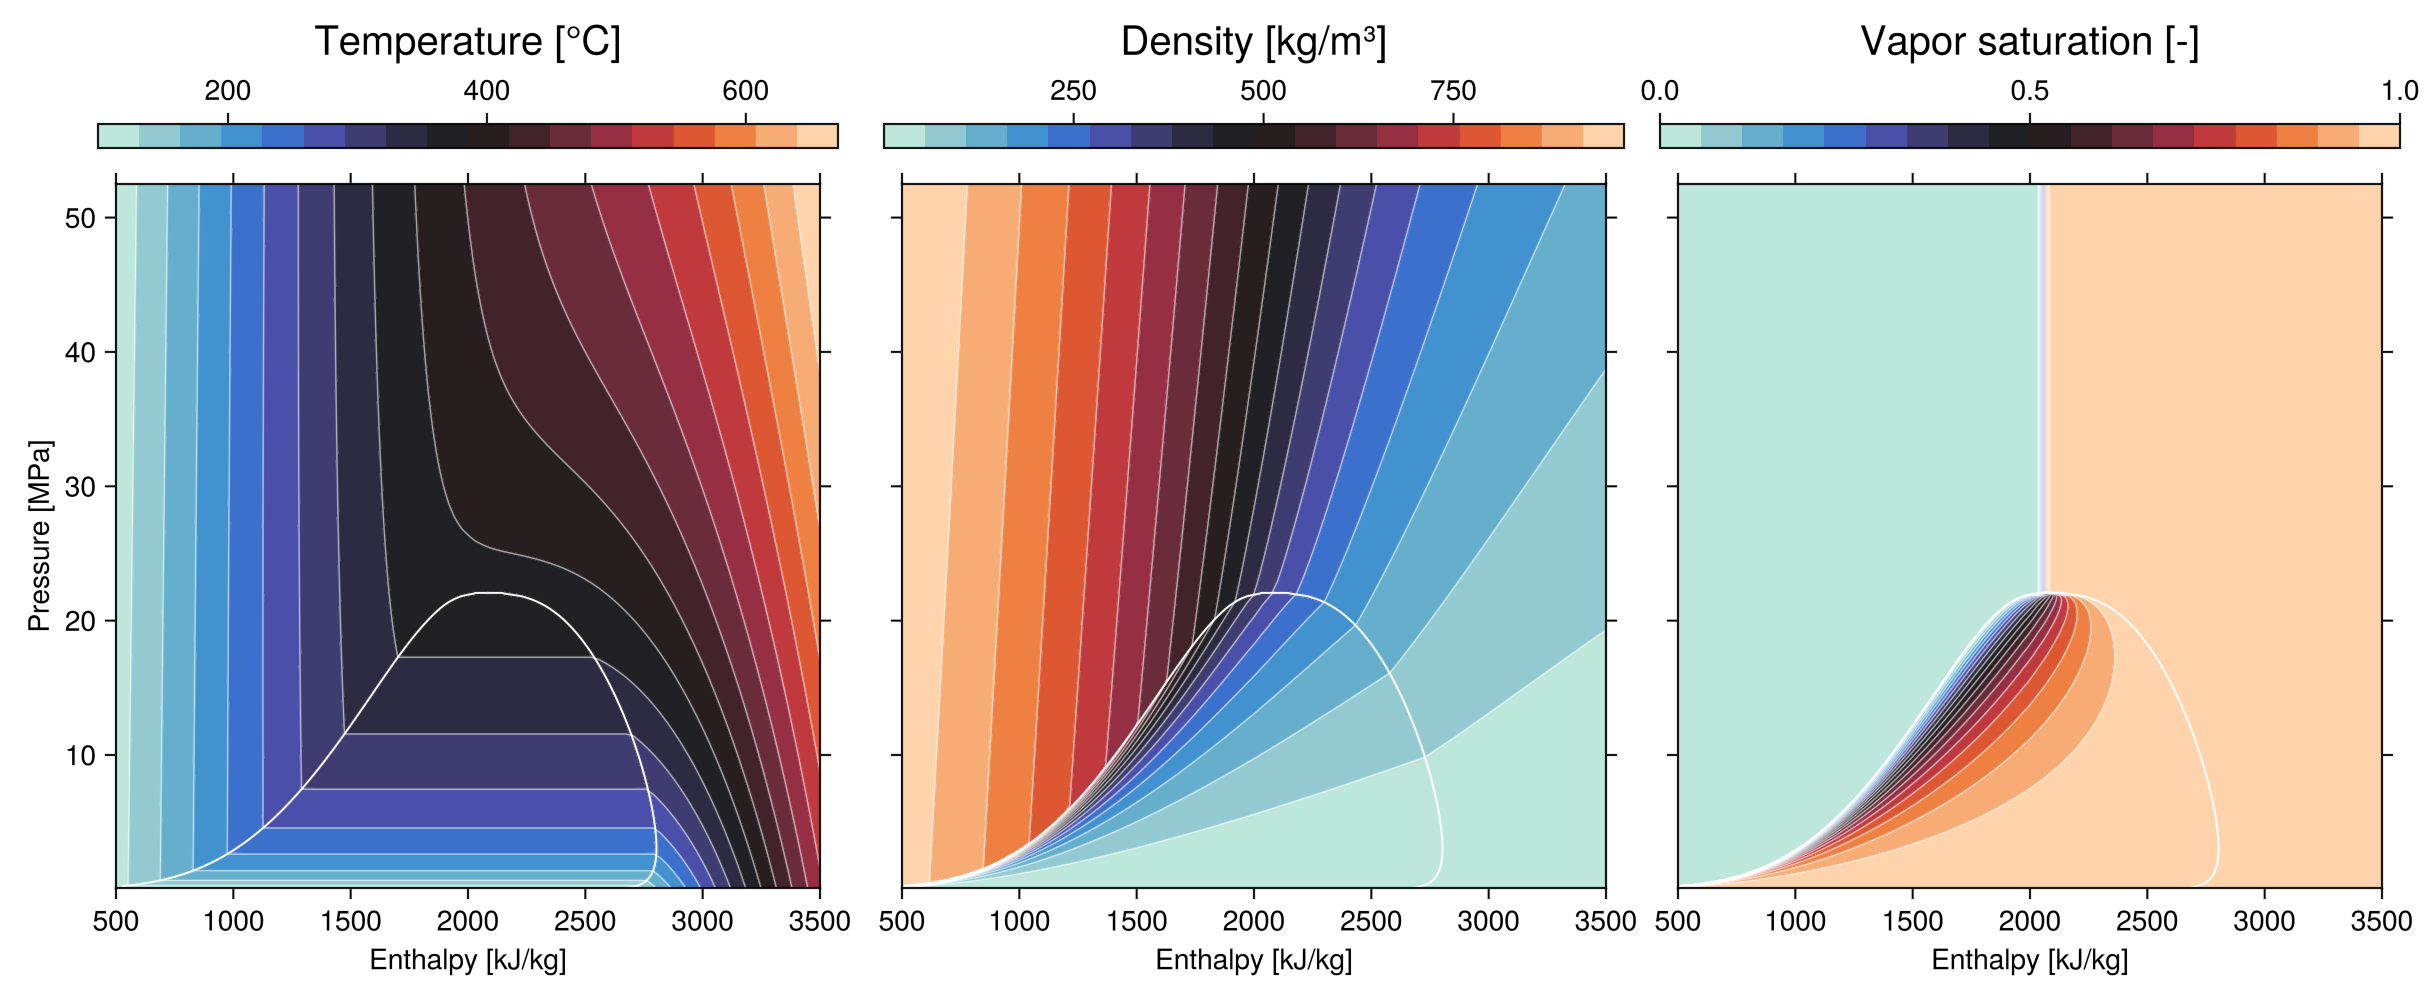 Temperature [°C]
200 400 600
Density [kg/m³]
250 500 750
Vapor saturation [-]
0.0 0.5 1.0
Pressure [MPa]
50
40
30
20
10
500 1000 1500 2000 2500 3000 3500
Enthalpy [kJ/kg]
500 1000 1500 2000 2500 3000 3500
Enthalpy [kJ/kg]
500 1000 1500 2000 2500 3000 3500
Enthalpy [kJ/kg]